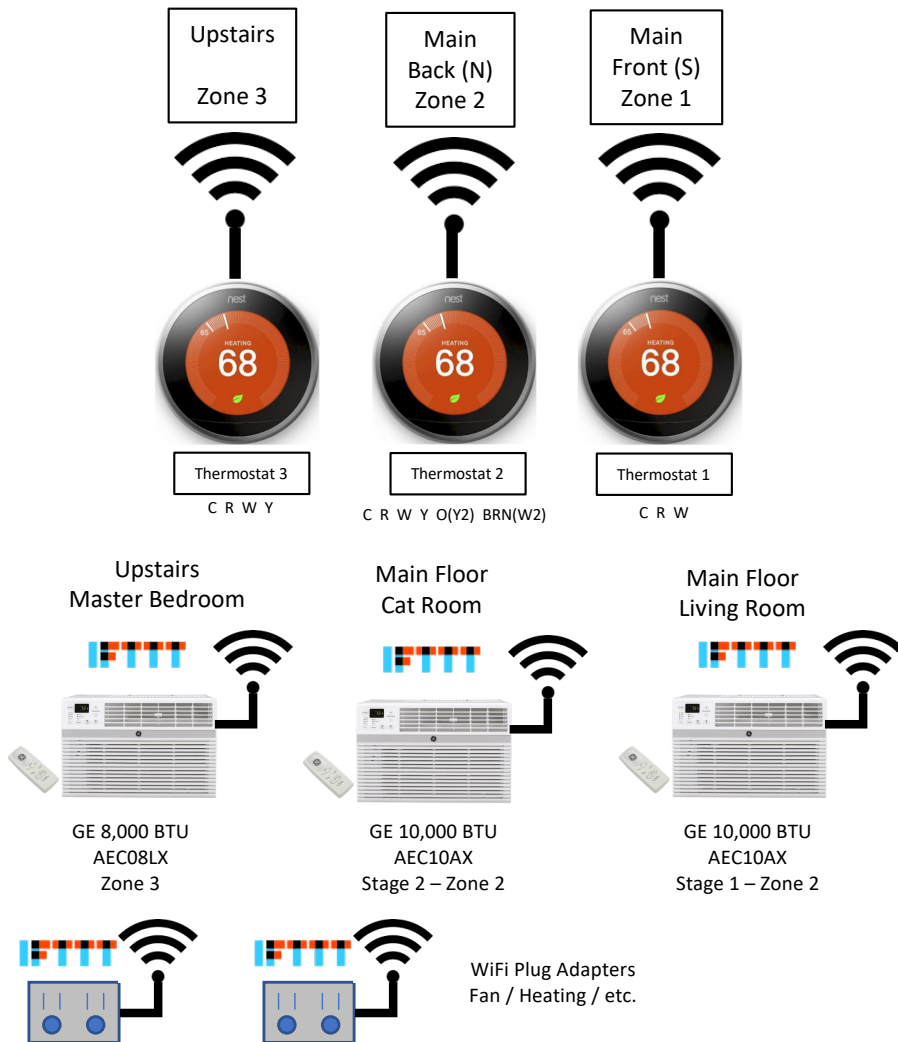 Upstairs
Zone 3
Main
Back (N)
Zone 2
Main
Front (S)
Zone 1
nest
65
HEATING
68
nest
65
HEATING
68
nest
65
HEATING
68
Thermostat 3
Thermostat 2
Thermostat 1
C R W Y
C R W Y O(Y2) BRN(W2)
C R W
Upstairs
Master Bedroom
Main Floor
Cat Room
Main Floor
Living Room
IFTTT
IFTTT
IFTTT
GE 8,000 BTU
AEC08LX
Zone 3
GE 10,000 BTU
AEC10AX
Stage 2 – Zone 2
GE 10,000 BTU
AEC10AX
Stage 1 – Zone 2
IFTTT
IFTTT
WiFi Plug Adapters
Fan / Heating / etc.